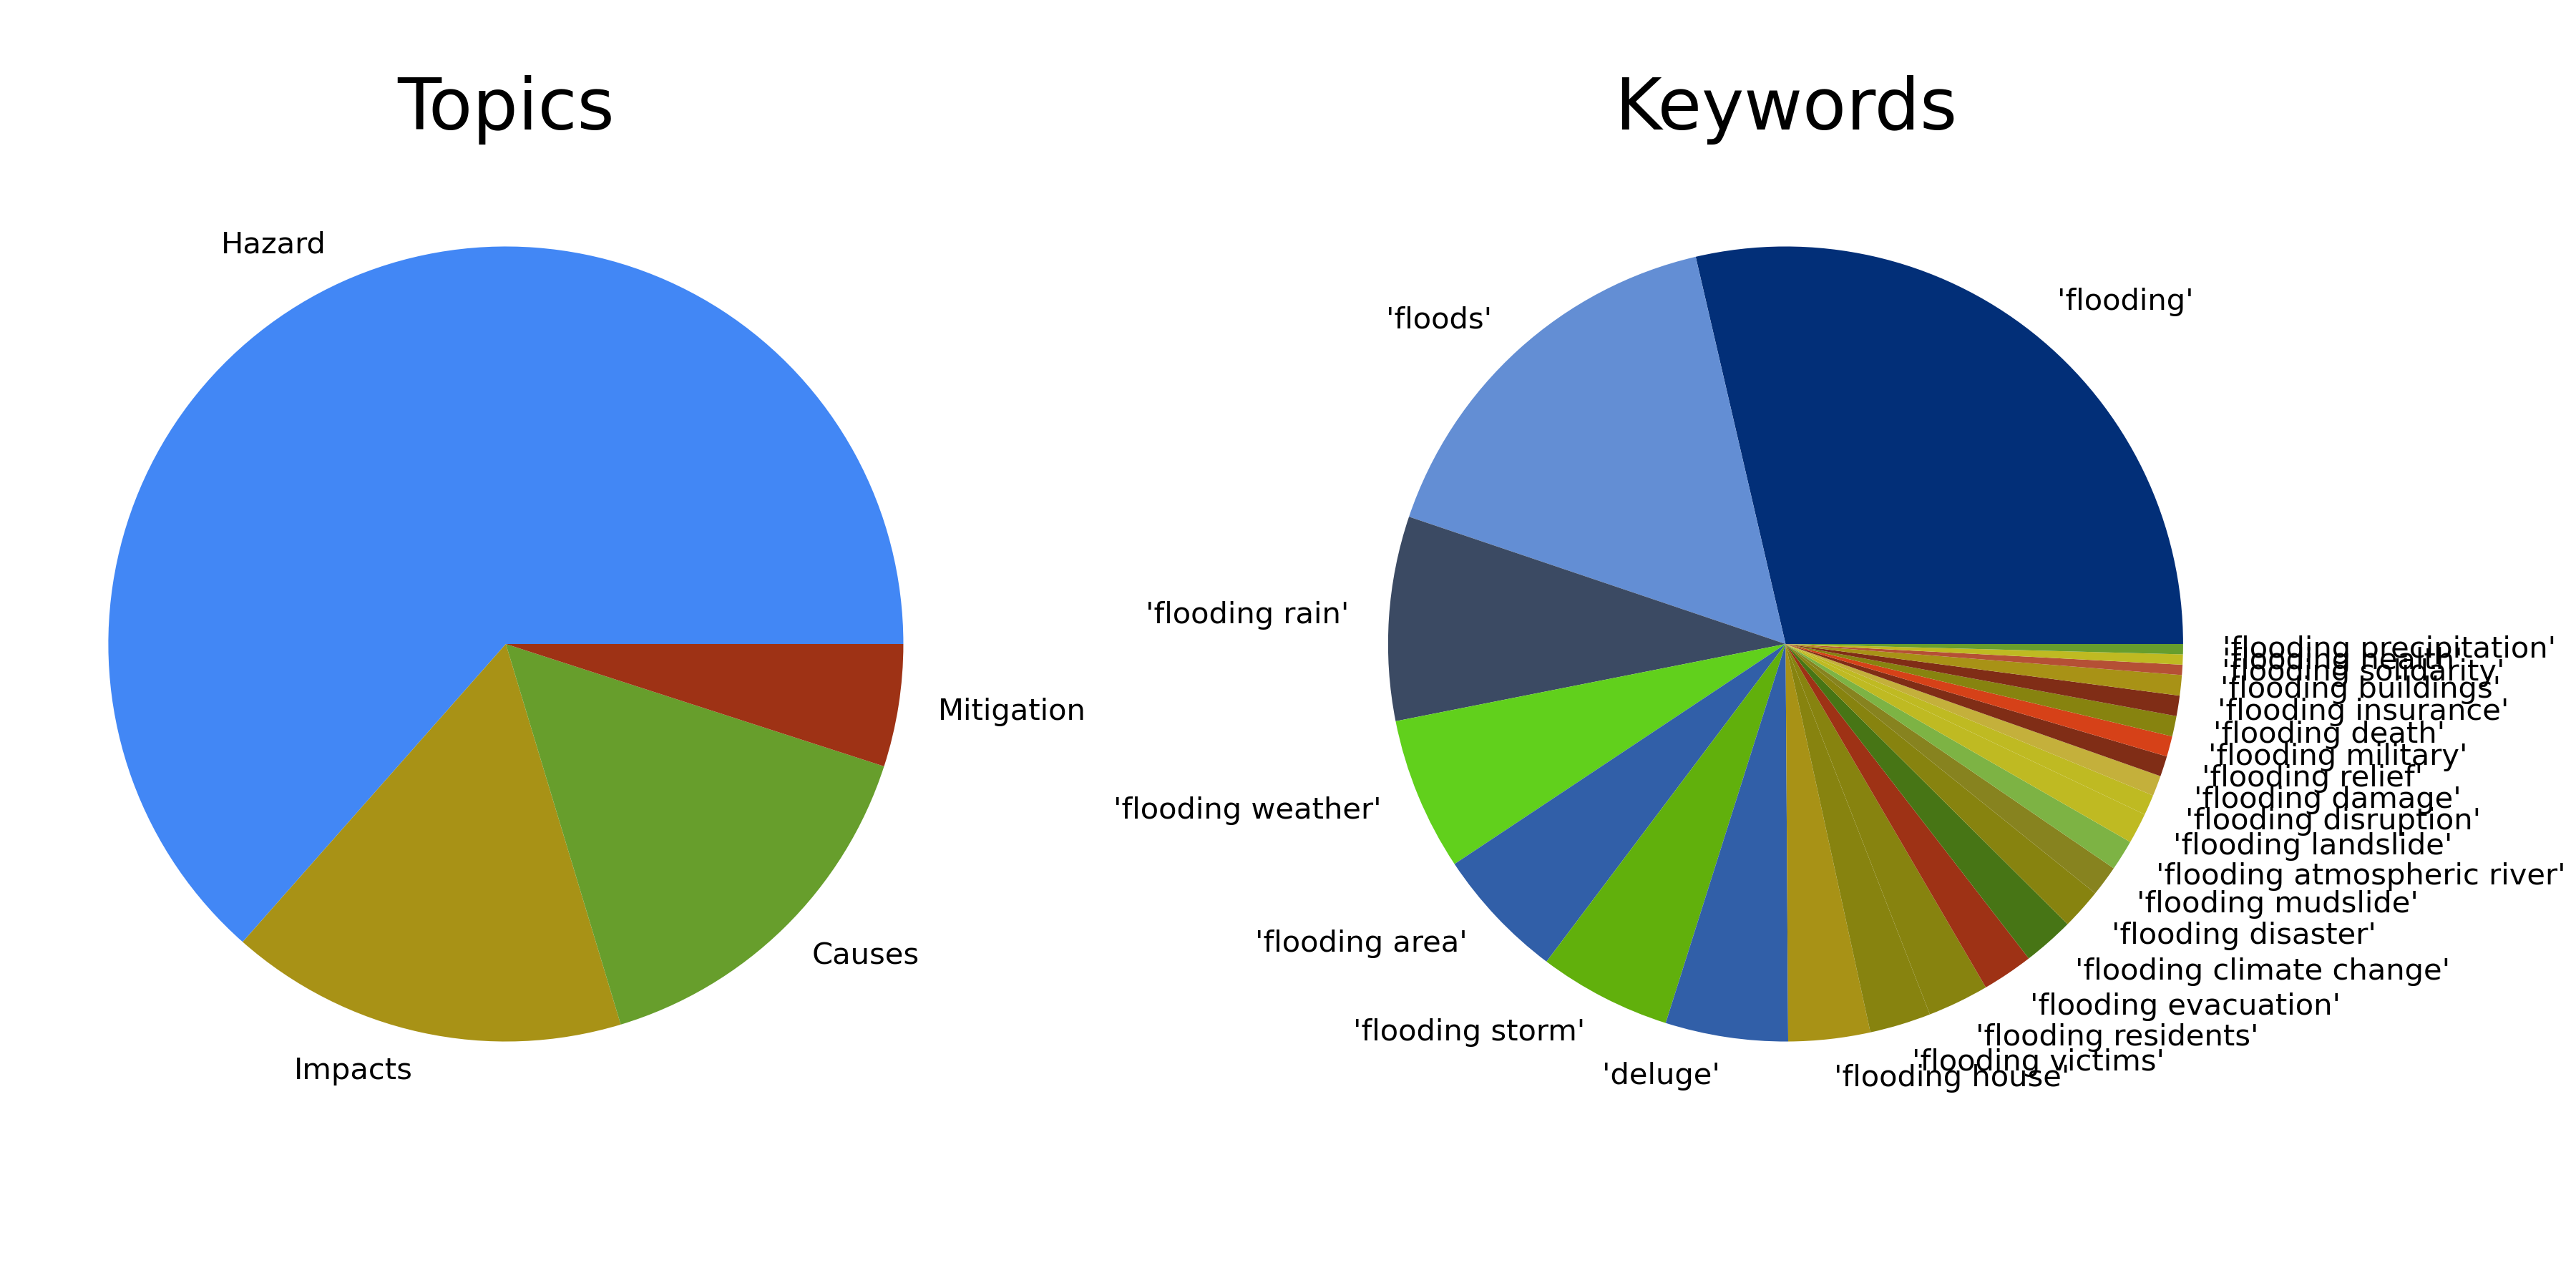 Topics
Hazard
Mitigation
Causes
Impacts
Keywords
'flooding'
'floods'
'flooding rain'
'flooding weather'
'flooding area'
'flooding storm'
'deluge'
'flooding house'
'flooding victims'
'flooding residents'
'flooding evacuation'
'flooding climate change'
'flooding disaster'
'flooding mudslide'
'flooding atmospheric river'
'flooding landslide'
'flooding disruption'
'flooding damage'
'flooding relief'
'flooding military'
'flooding death'
'flooding insurance'
'flooding buildings'
'flooding solidarity'
'flooding health'
'flooding precipitation'